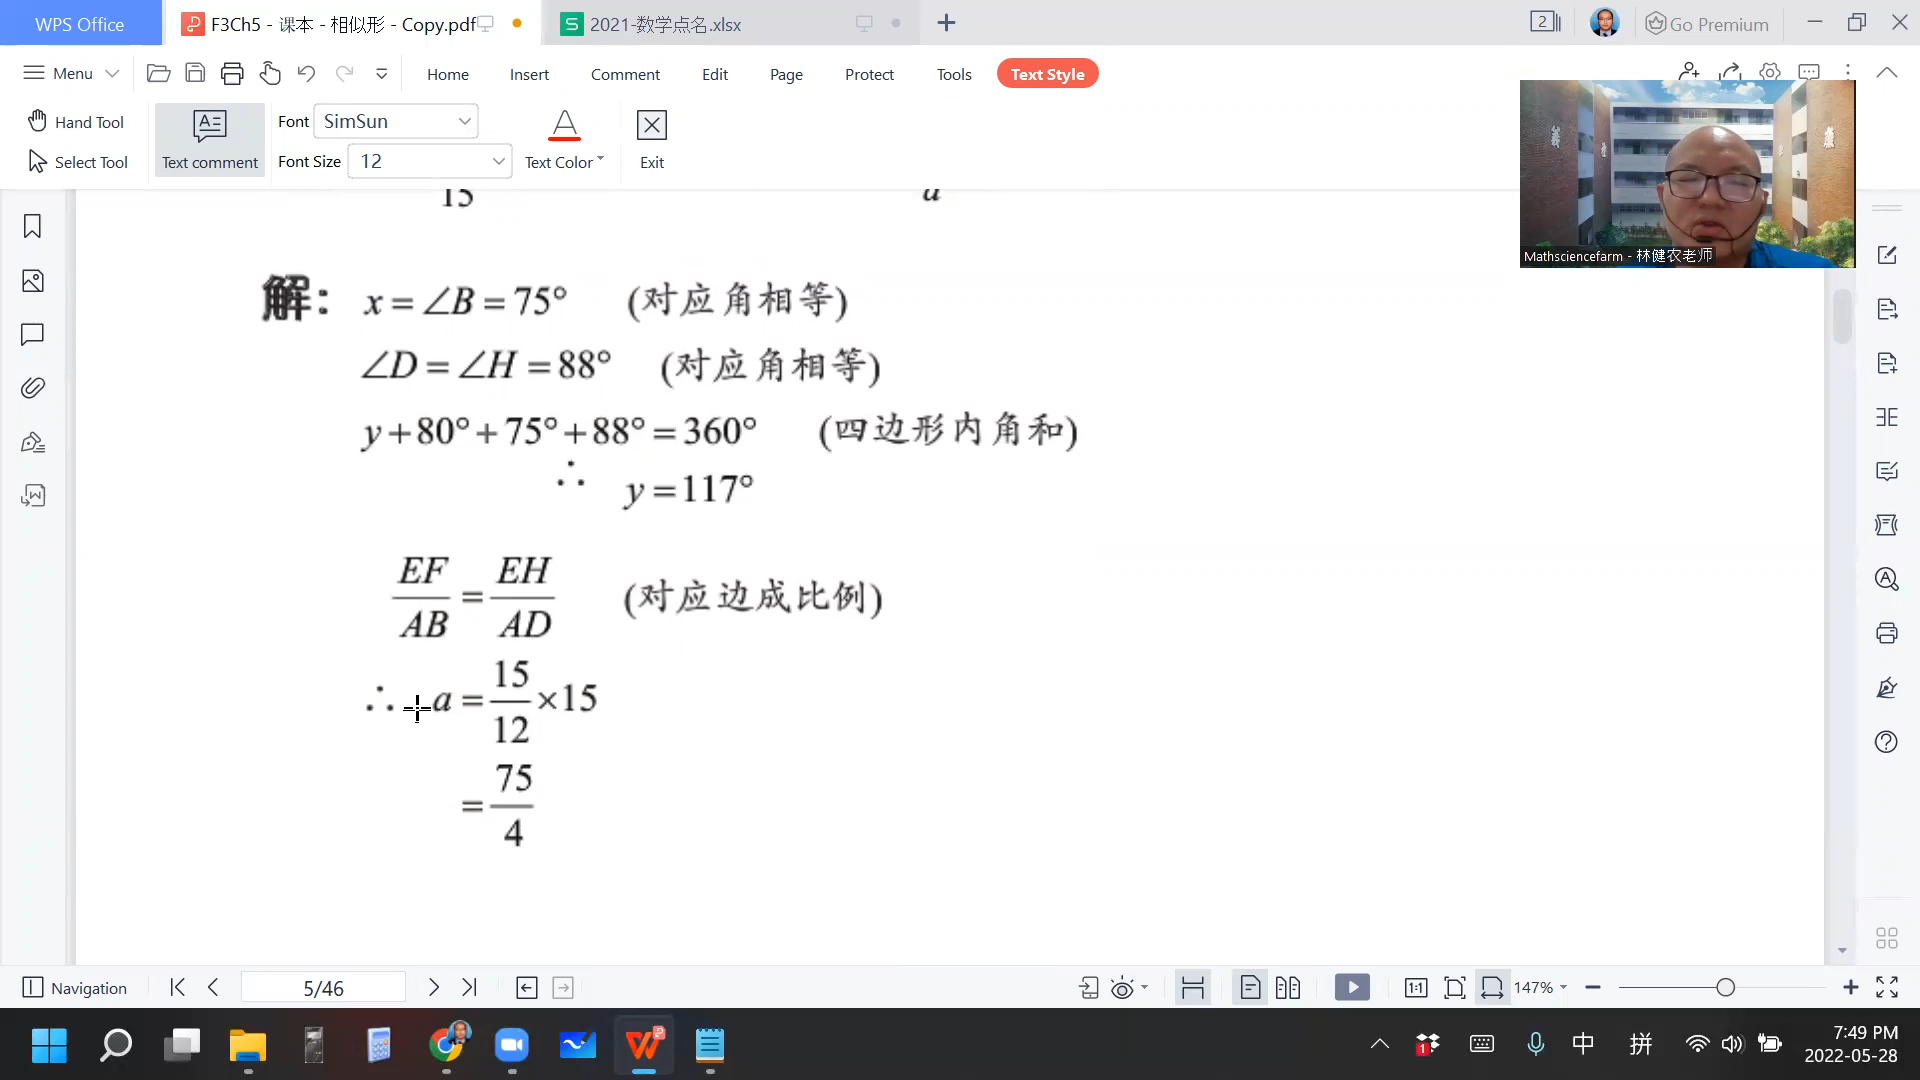 WPS Office
F3Ch5 - 课本 - 相似形 - Copy.pdf
S 2021-数学点名.xlsx
2
Go Premium
Menu
Home Insert Comment Edit Page Protect Tools Text Style
Hand Tool
Select Tool
Text comment
Font SimSun
Font Size 12
Text Color
Exit
Mathsciencefarm - 林健农老师
15 a
解: x = ∠B = 75° (对应角相等)
∠D = ∠H = 88° (对应角相等)
y + 80° + 75° + 88° = 360° (四边形内角和)
∴ y = 117°
EF/AB = EH/AD (对应边成比例)
∴ a = 15/12 × 15
= 75/4
Navigation 5/46 1:1 147%
1 中 拼 7:49 PM
2022-05-28